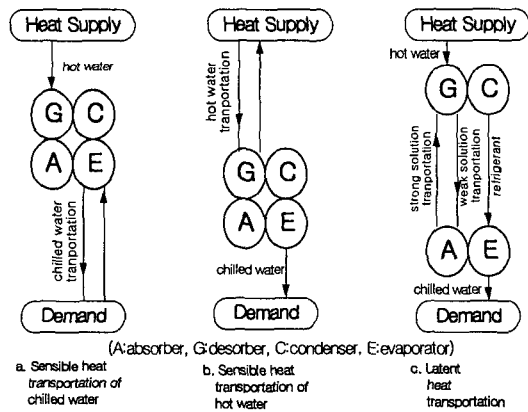 Heat Supply
hot water
G C
A E
chilled water
tranportation
Demand
Heat Supply
hot water
tranportation
G C
A E
chilled water
Demand
Heat Supply
hot water
G C
strong solution
tranportation
weak solution
tranportation
refrigerant
A E
chilled water
Demand
(A:absorber, G:desorber, C:condenser, E:evaporator)
a. Sensible heat
transportation of
chilled water
b. Sensible heat
transportation of
hot water
c. Latent
heat
transportation